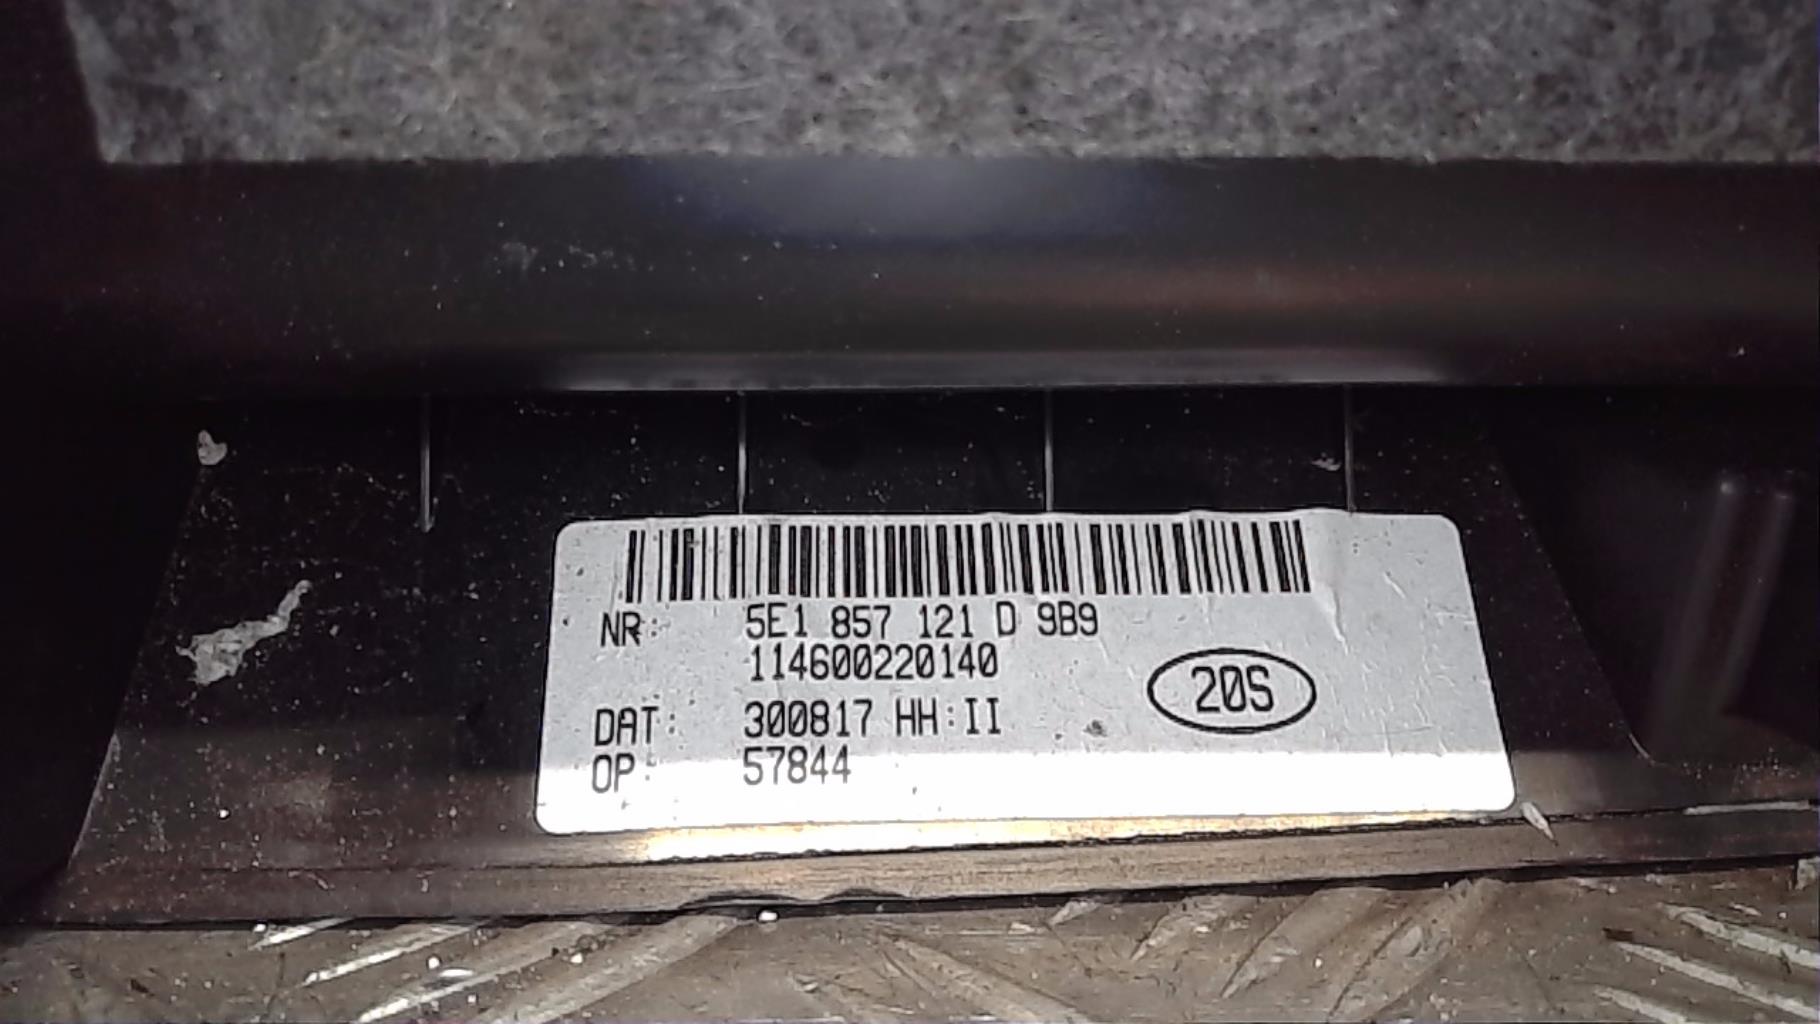 NR: 5E1 857 121 D 9B9
114600220140
20S
DAT: 300817 HH:II
OP: 57844